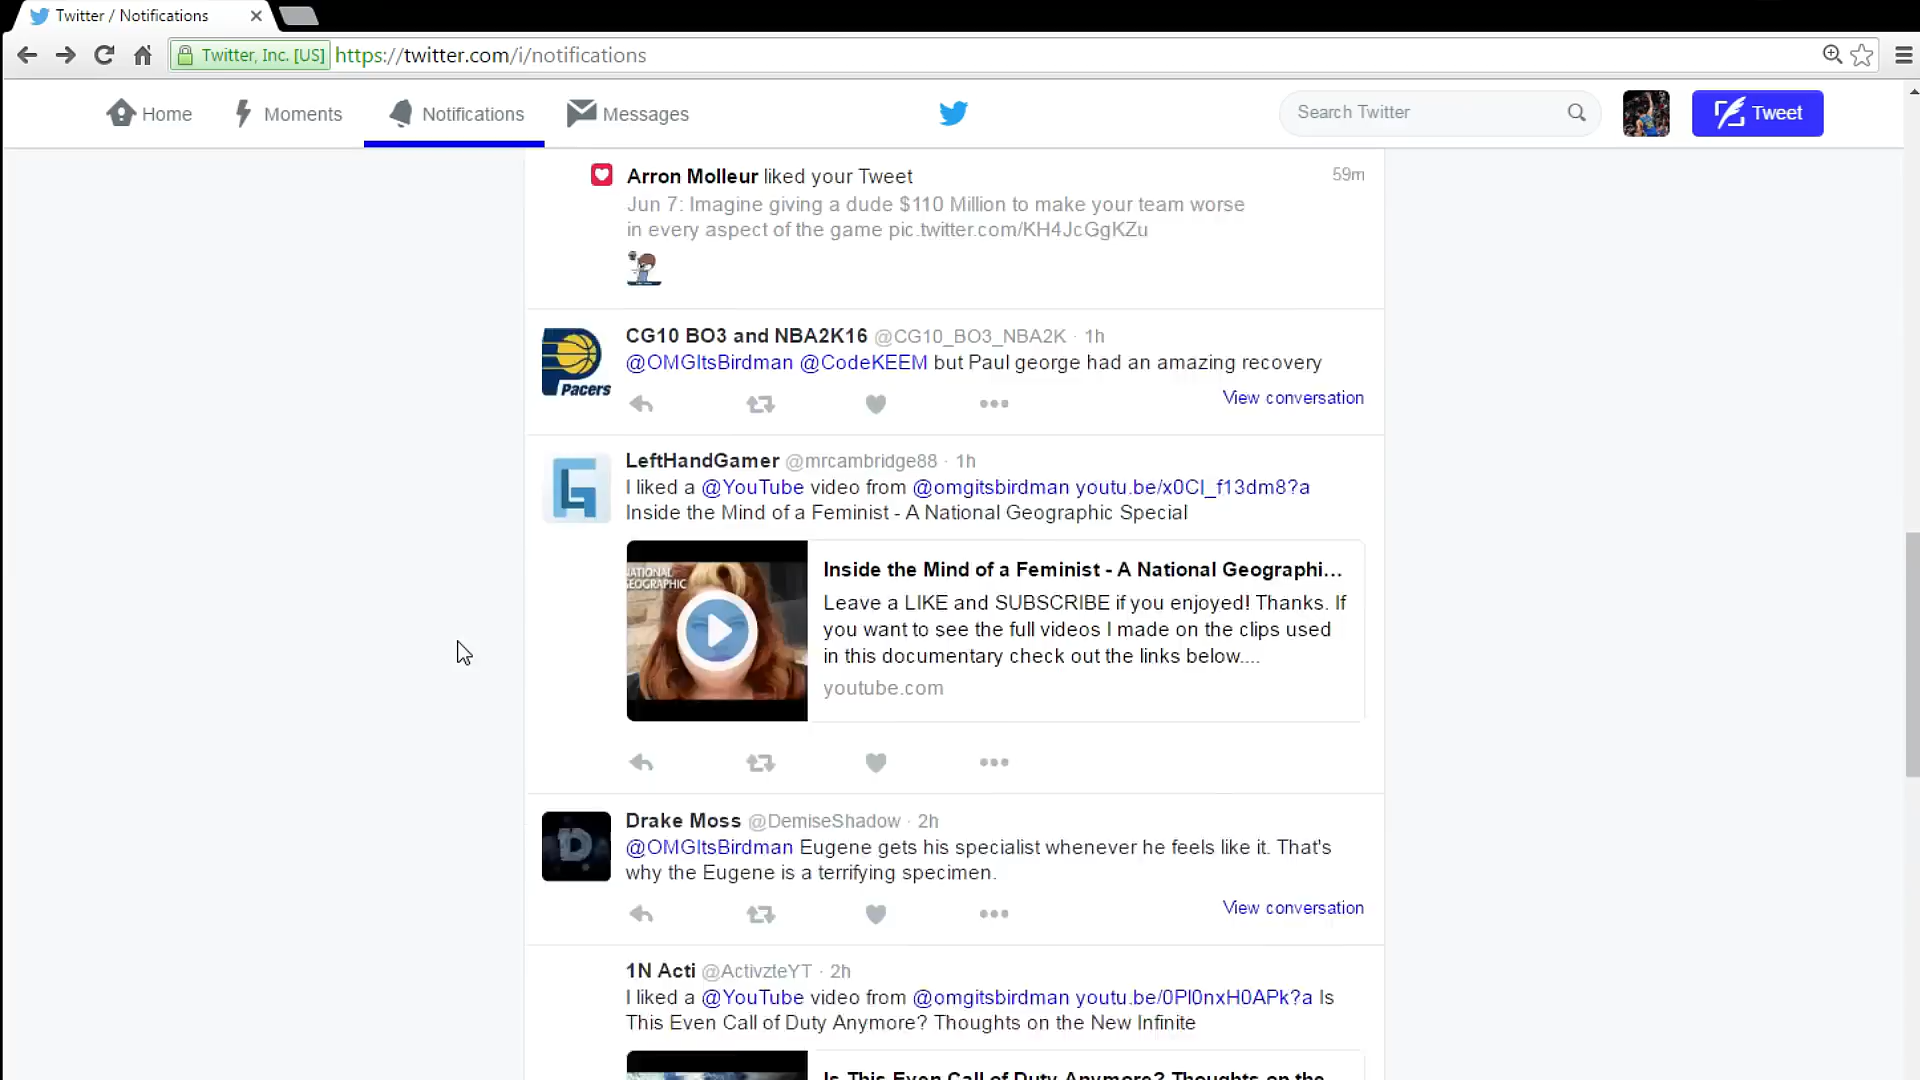 Twitter / Notifications
Twitter, Inc. [US] https://twitter.com/i/notifications
Home Moments Notifications Messages Search Twitter Tweet
Arron Molleur liked your Tweet 59m
Jun 7: Imagine giving a dude $110 Million to make your team worse
in every aspect of the game pic.twitter.com/KH4JcGgKZu
CG10 BO3 and NBA2K16 @CG10_BO3_NBA2K · 1h
@OMGItsBirdman @CodeKEEM but Paul george had an amazing recovery
Pacers
View conversation
LeftHandGamer @mrcambridge88 · 1h
I liked a @YouTube video from @omgitsbirdman youtu.be/x0CI_f13dm8?a
Inside the Mind of a Feminist - A National Geographic Special
NATIONAL
GEOGRAPHIC
Inside the Mind of a Feminist - A National Geographi...
Leave a LIKE and SUBSCRIBE if you enjoyed! Thanks. If
you want to see the full videos I made on the clips used
in this documentary check out the links below....
youtube.com
Drake Moss @DemiseShadow · 2h
@OMGItsBirdman Eugene gets his specialist whenever he feels like it. That's
why the Eugene is a terrifying specimen.
D
View conversation
1N Acti @ActivzteYT · 2h
I liked a @YouTube video from @omgitsbirdman youtu.be/0Pl0nxH0APk?a Is
This Even Call of Duty Anymore? Thoughts on the New Infinite
Is This Even Call of Duty Anymore? Thoughts on the